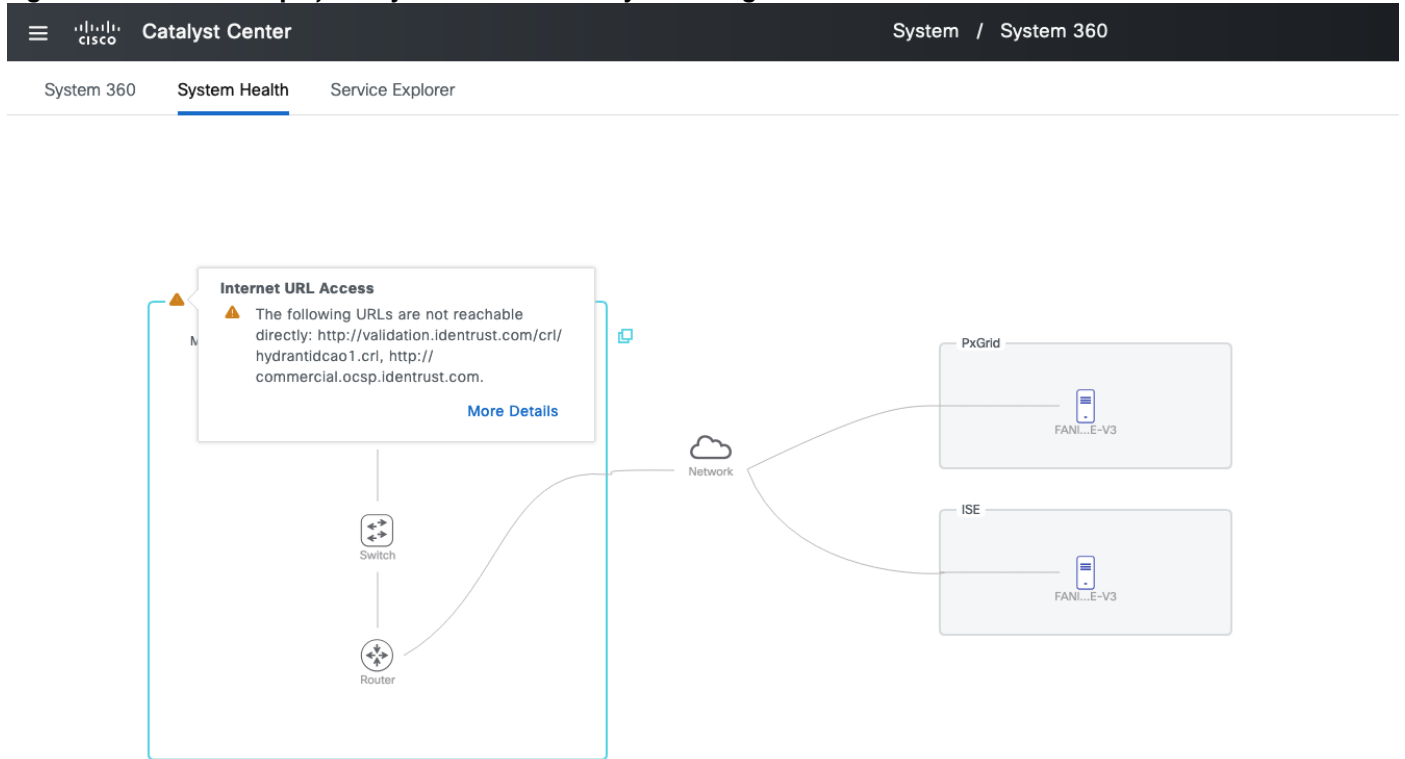 cisco Catalyst Center
System / System 360
System 360 System Health Service Explorer
Internet URL Access
The following URLs are not reachable
directly: http://validation.identrust.com/crl/
hydrantidcao1.crl, http://
commercial.ocsp.identrust.com.
More Details
M
Switch
Router
Network
PxGrid
FANI...E-V3
ISE
FANI...E-V3